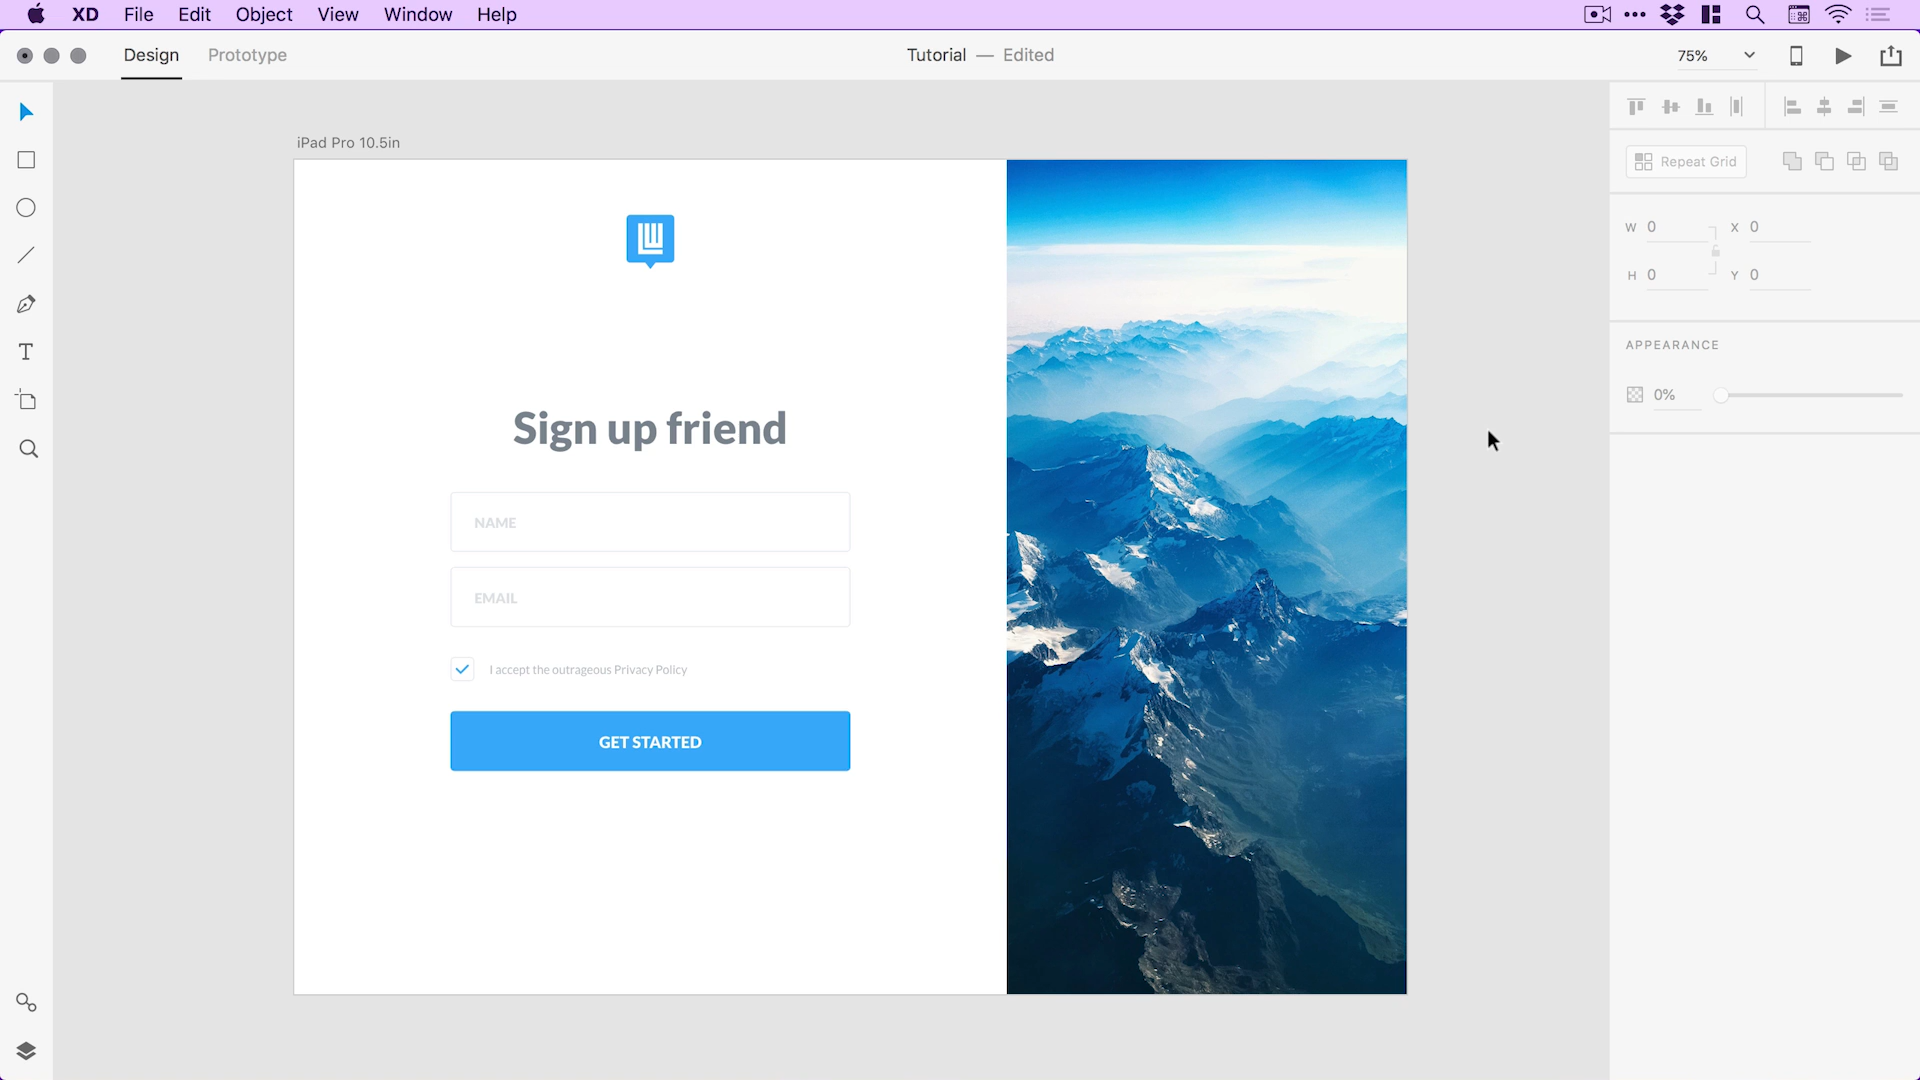 XD File Edit Object View Window Help
Design Prototype Tutorial — Edited 75%
iPad Pro 10.5in
Sign up friend
NAME
EMAIL
I accept the outrageous Privacy Policy
GET STARTED
Repeat Grid
W 0 X 0
H 0 Y 0
APPEARANCE
0%